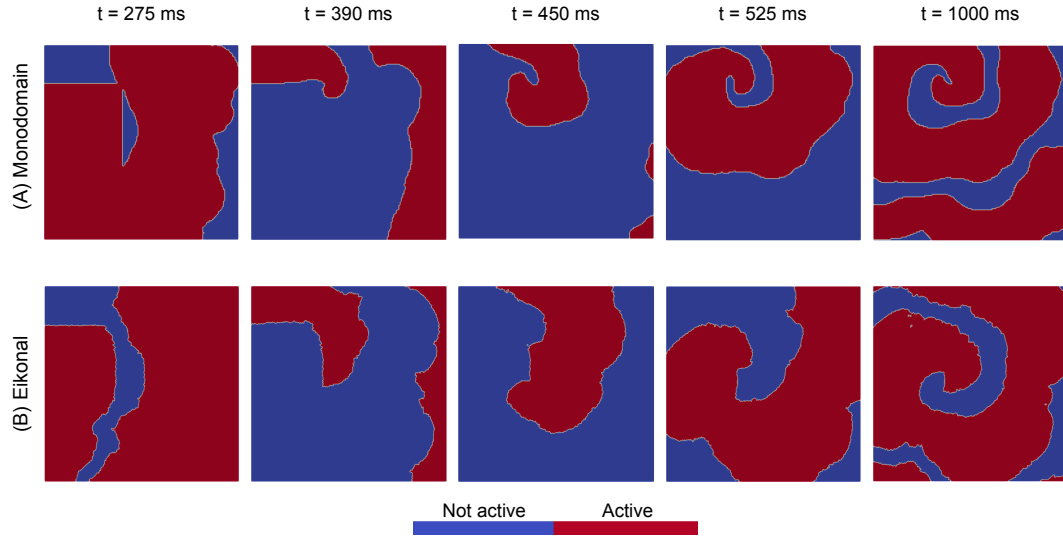 t = 275 ms
t = 390 ms
t = 450 ms
t = 525 ms
t = 1000 ms
(A) Monodomain
(B) Eikonal
Not active
Active